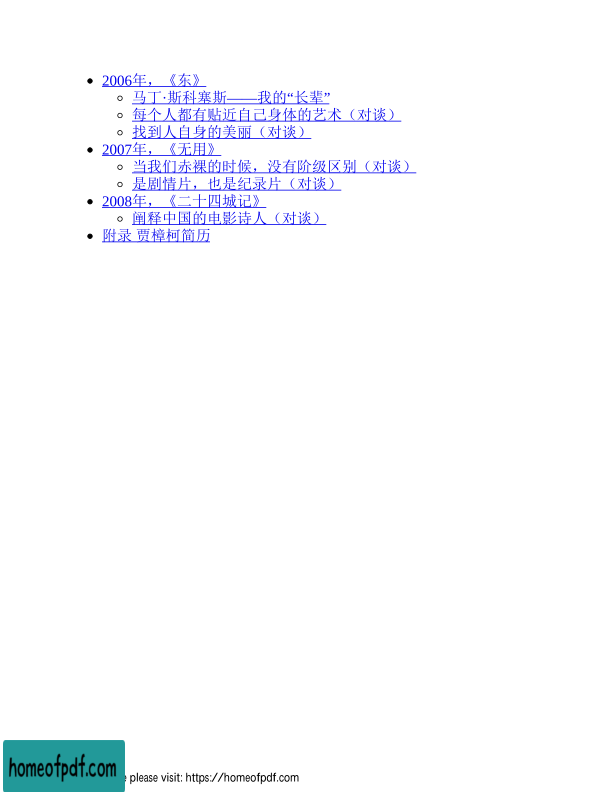 2006年，《东》
马丁·斯科塞斯——我的“长辈”
每个人都有贴近自己身体的艺术（对谈）
找到人自身的美丽（对谈）
2007年，《无用》
当我们赤裸的时候，没有阶级区别（对谈）
是剧情片，也是纪录片（对谈）
2008年，《二十四城记》
阐释中国的电影诗人（对谈）
附录 贾樟柯简历
homeofpdf.com
please visit: https://homeofpdf.com